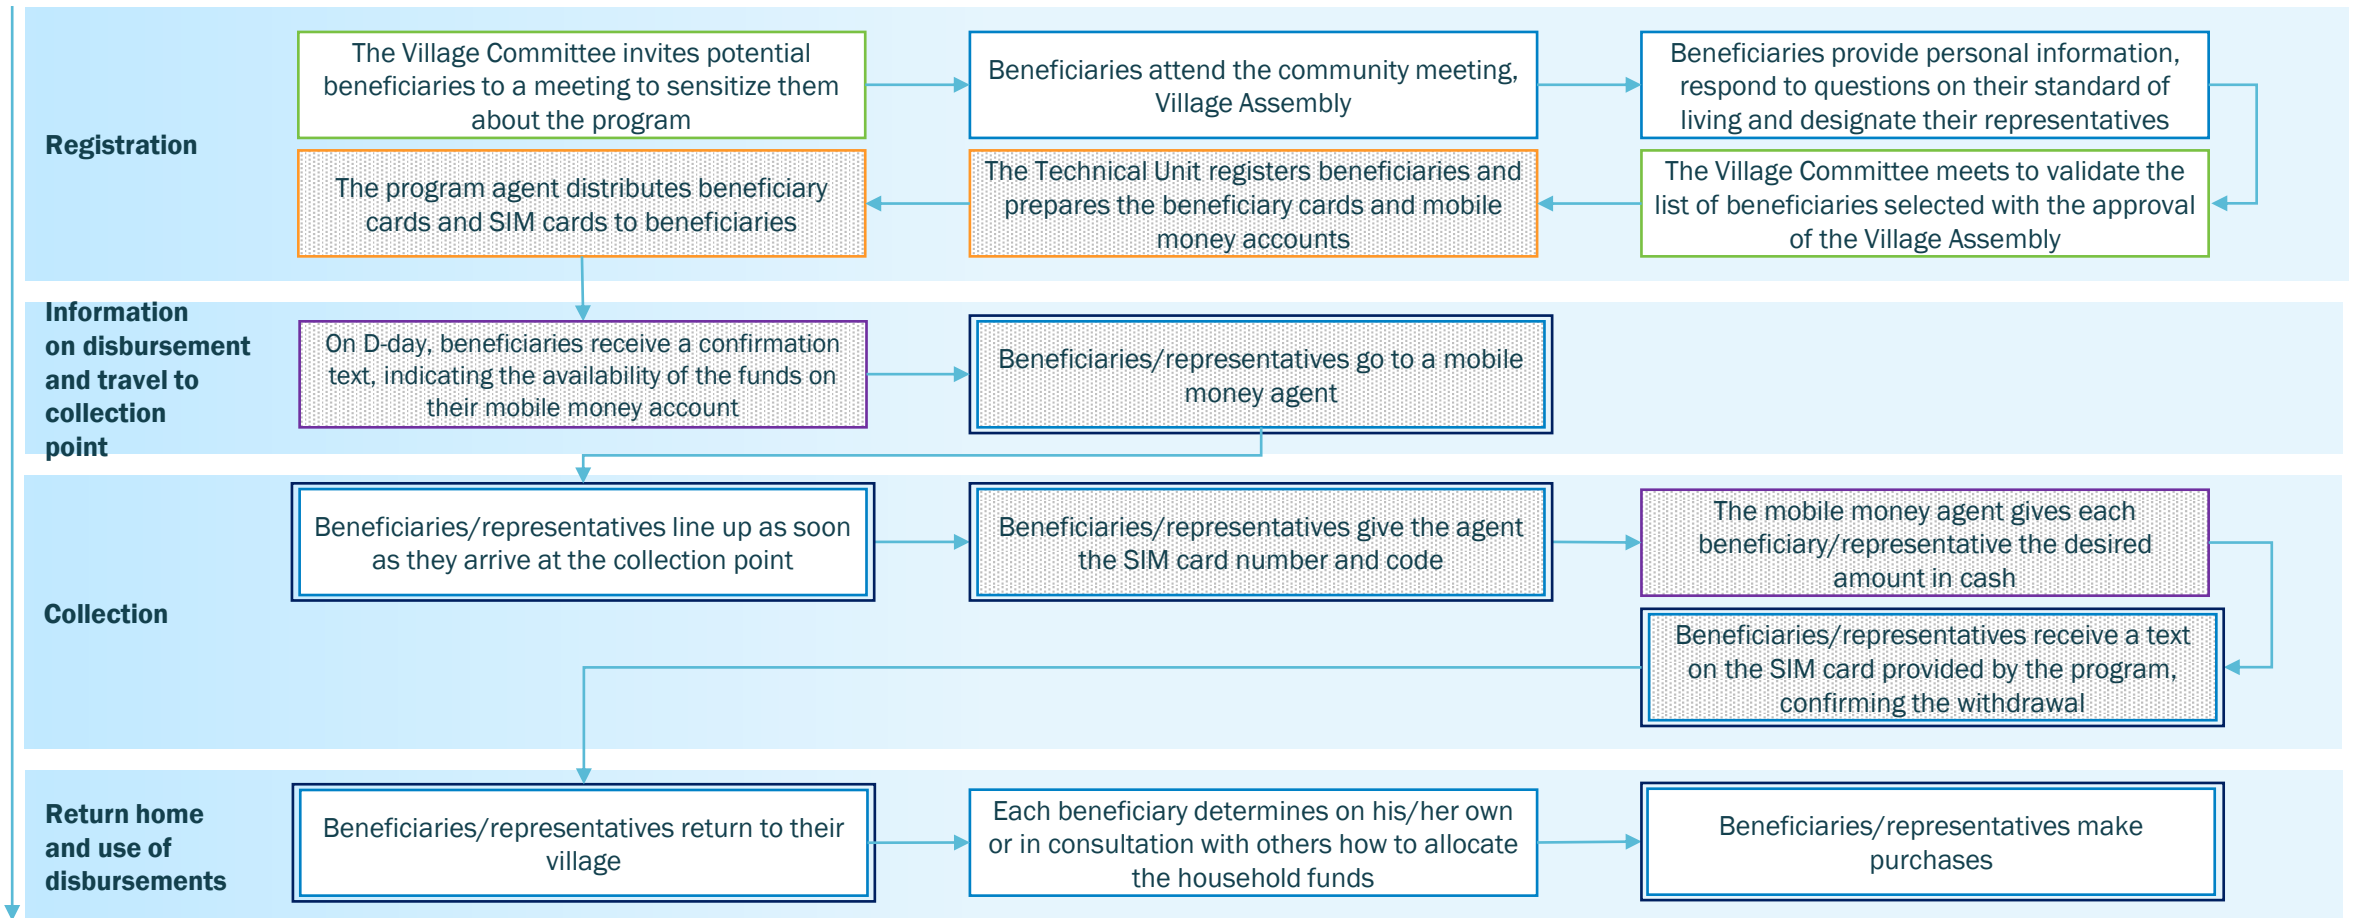 Registration
The Village Committee invites potential
beneficiaries to a meeting to sensitize them
about the program
Beneficiaries attend the community meeting,
Village Assembly
Beneficiaries provide personal information,
respond to questions on their standard of
living and designate their representatives
The Village Committee meets to validate the
list of beneficiaries selected with the approval
of the Village Assembly
The Technical Unit registers beneficiaries and
prepares the beneficiary cards and mobile
money accounts
The program agent distributes beneficiary
cards and SIM cards to beneficiaries
Information
on disbursement
and travel to
collection
point
On D-day, beneficiaries receive a confirmation
text, indicating the availability of the funds on
their mobile money account
Beneficiaries/representatives go to a mobile
money agent
Collection
Beneficiaries/representatives line up as soon
as they arrive at the collection point
Beneficiaries/representatives give the agent
the SIM card number and code
The mobile money agent gives each
beneficiary/representative the desired
amount in cash
Beneficiaries/representatives receive a text
on the SIM card provided by the program,
confirming the withdrawal
Return home
and use of
disbursements
Beneficiaries/representatives return to their
village
Each beneficiary determines on his/her own
or in consultation with others how to allocate
the household funds
Beneficiaries/representatives make
purchases